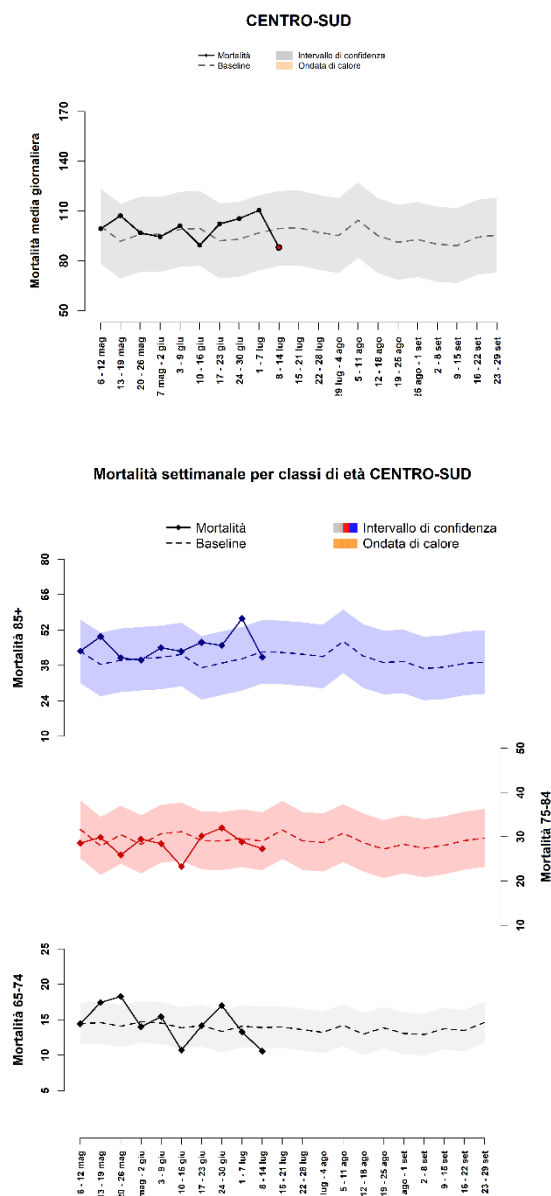 CENTRO-SUD
Mortalità
Baseline
Intervallo di confidenza
Ondata di calore
Mortalità media giornaliera
170
140
110
80
50
6 - 12 mag
13 - 19 mag
20 - 26 mag
7 mag - 2 giu
3 - 9 giu
10 - 16 giu
17 - 23 giu
24 - 30 giu
1 - 7 lug
8 - 14 lug
15 - 21 lug
22 - 28 lug
29 lug - 4 ago
5 - 11 ago
12 - 18 ago
19 - 25 ago
26 ago - 1 set
2 - 8 set
9 - 15 set
16 - 22 set
23 - 29 set
Mortalità settimanale per classi di età CENTRO-SUD
Mortalità
Baseline
Intervallo di confidenza
Ondata di calore
Mortalità 85+
80
66
52
38
24
10
Mortalità 75-84
50
40
30
20
10
Mortalità 65-74
25
20
15
10
5
6 - 12 mag
13 - 19 mag
20 - 26 mag
mag - 2 giu
3 - 9 giu
10 - 16 giu
17 - 23 giu
24 - 30 giu
1 - 7 lug
8 - 14 lug
15 - 21 lug
22 - 28 lug
lug - 4 ago
5 - 11 ago
12 - 18 ago
19 - 25 ago
ago - 1 set
2 - 8 set
9 - 15 set
16 - 22 set
23 - 29 set